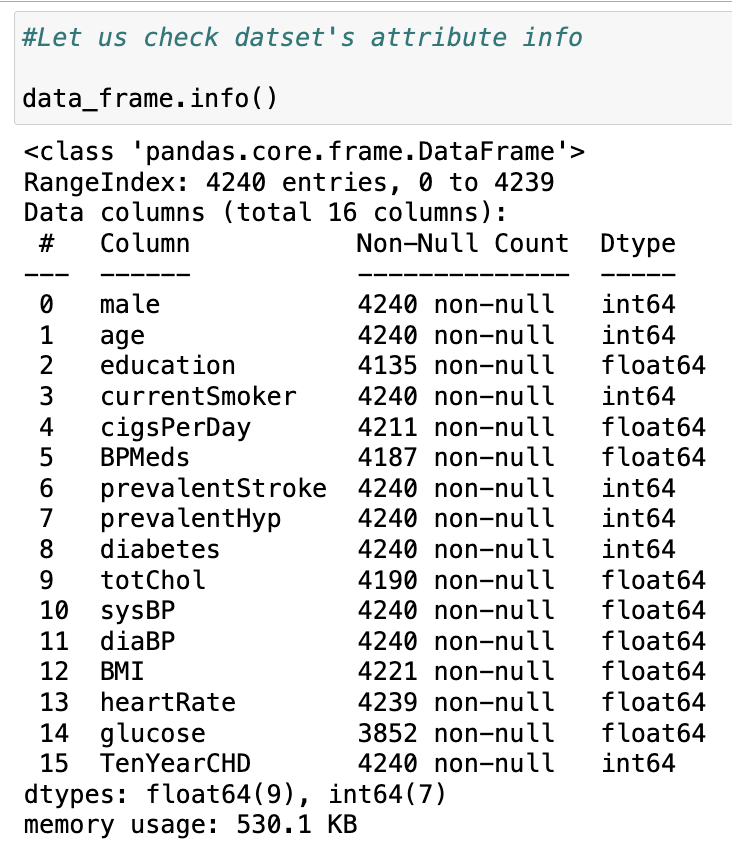 #Let us check datset's attribute info
data_frame.info()
<class 'pandas.core.frame.DataFrame'>
RangeIndex: 4240 entries, 0 to 4239
Data columns (total 16 columns):
 #   Column           Non-Null Count  Dtype
---  ------           --------------  -----
 0   male             4240 non-null   int64
 1   age              4240 non-null   int64
 2   education        4135 non-null   float64
 3   currentSmoker    4240 non-null   int64
 4   cigsPerDay       4211 non-null   float64
 5   BPMeds           4187 non-null   float64
 6   prevalentStroke  4240 non-null   int64
 7   prevalentHyp     4240 non-null   int64
 8   diabetes         4240 non-null   int64
 9   totChol          4190 non-null   float64
 10  sysBP            4240 non-null   float64
 11  diaBP            4240 non-null   float64
 12  BMI              4221 non-null   float64
 13  heartRate        4239 non-null   float64
 14  glucose          3852 non-null   float64
 15  TenYearCHD       4240 non-null   int64
dtypes: float64(9), int64(7)
memory usage: 530.1 KB